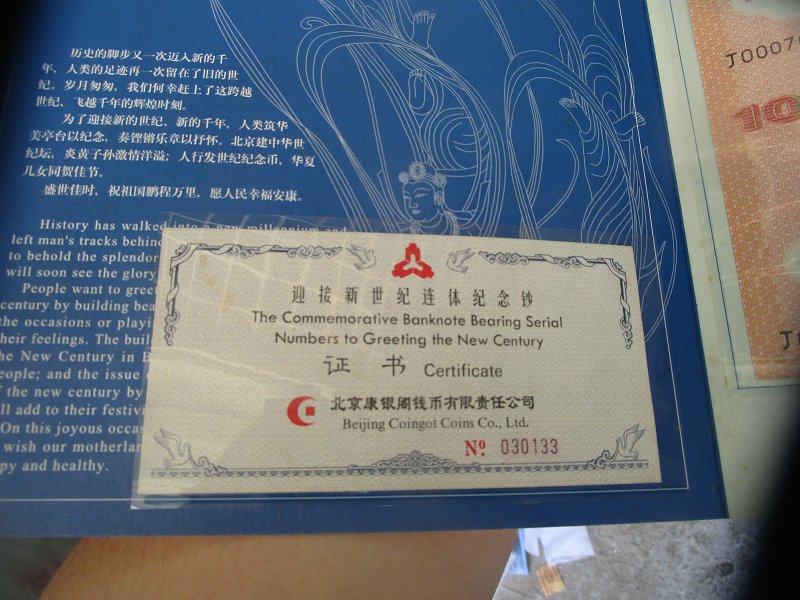 历史的脚步又一次迈入新的千
年，人类的足迹再一次留在了旧的世
纪。岁月匆匆，我们何幸赶上了这跨越
世纪、飞越千年的辉煌时刻。
为了迎接新的世纪、新的千年，人类筑华
美亭台以纪念，奏铿锵乐章以抒怀。北京建中华世
纪坛，炎黄子孙激情洋溢；人行发世纪纪念币，华夏
儿女同贺佳节。
盛世佳时，祝祖国鹏程万里，愿人民幸福安康。
History has walked into a new millennium and
left man's tracks behind
to behold the splendor
will soon see the glory
People want to greet
century by building
the occasions or
their feelings. The
the New Century in
people; and the issue
of the new century by
will add to their
On this joyous
wish our
py and healthy.
迎接新世纪连体纪念钞
The Commemorative Banknote Bearing Serial
Numbers to Greeting the New Century
证 书 Certificate
北京康银阁钱币有限责任公司
Beijing Coingot Coins Co., Ltd.
Nº 030133
J0007
10
J